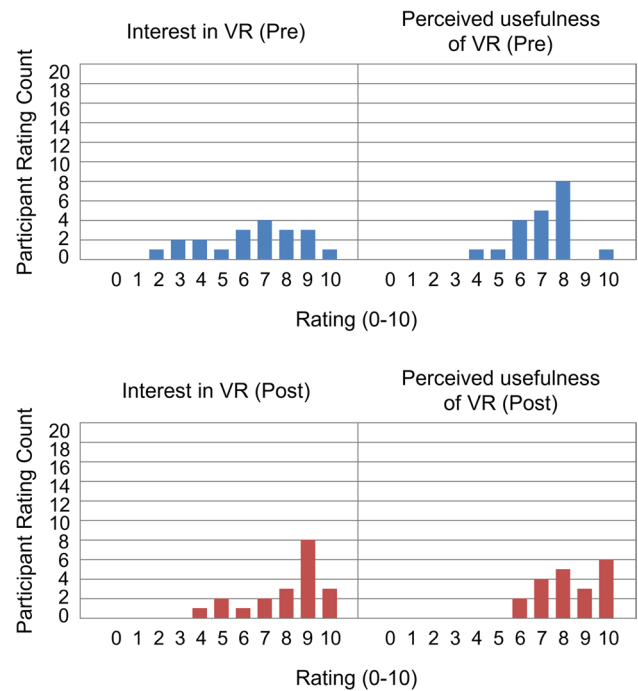 Interest in VR (Pre)
Perceived usefulness
of VR (Pre)
Participant Rating Count
20
18
16
14
12
10
8
6
4
2
0
0 1 2 3 4 5 6 7 8 9 10
0 1 2 3 4 5 6 7 8 9 10
Rating (0-10)
Interest in VR (Post)
Perceived usefulness
of VR (Post)
Participant Rating Count
20
18
16
14
12
10
8
6
4
2
0
0 1 2 3 4 5 6 7 8 9 10
0 1 2 3 4 5 6 7 8 9 10
Rating (0-10)